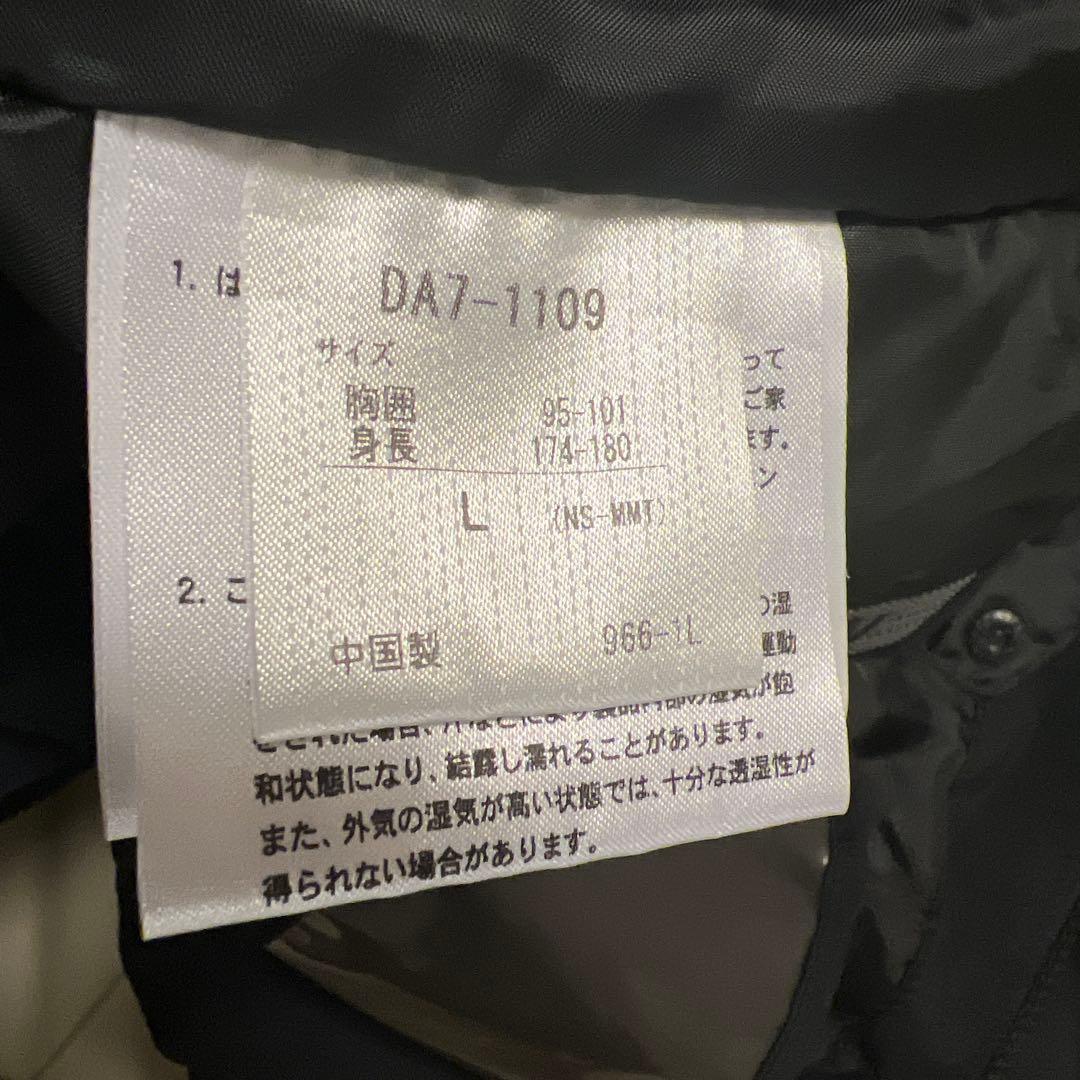 DA7-1109
サイズ
胸囲 95-101
身長 174-180
L (NS-MMT)
中国製 966-1L
1. は
って
ご家
ます。
ン
2. こ
の湿
運動
和状態になり、結露し濡れることがあります。
また、外気の湿気が高い状態では、十分な透湿性が
得られない場合があります。